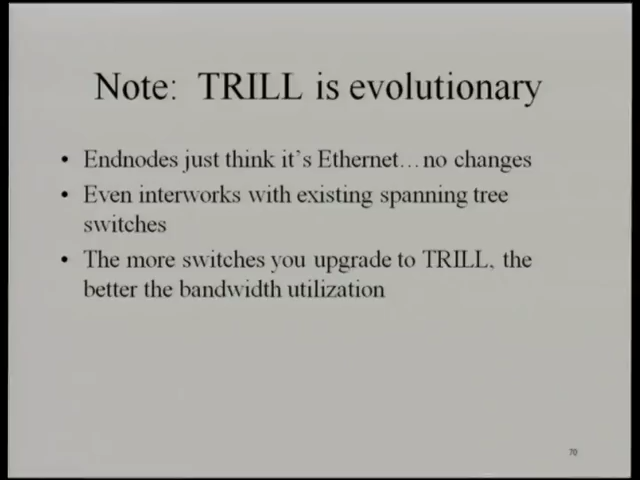 Note: TRILL is evolutionary
• Endnodes just think it's Ethernet…no changes
• Even interworks with existing spanning tree
switches
• The more switches you upgrade to TRILL, the
better the bandwidth utilization
70